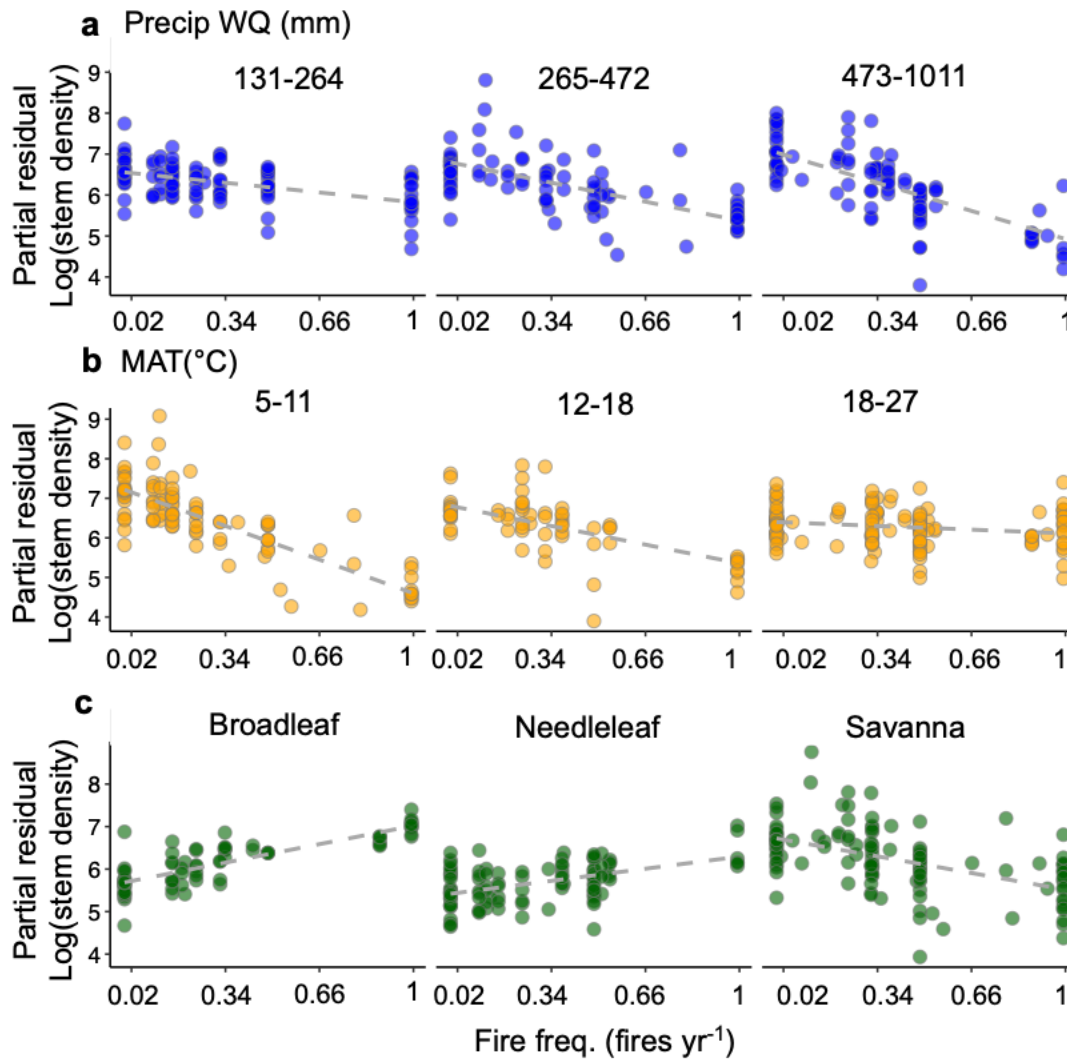 a Precip WQ (mm)
131-264 265-472 473-1011
Partial residual
Log(stem density)
9
8
7
6
5
4
0.02 0.34 0.66 1 0.02 0.34 0.66 1 0.02 0.34 0.66 1
b MAT(°C)
5-11 12-18 18-27
Partial residual
Log(stem density)
9
8
7
6
5
4
0.02 0.34 0.66 1 0.02 0.34 0.66 1 0.02 0.34 0.66 1
c
Broadleaf Needleleaf Savanna
Partial residual
Log(stem density)
8
7
6
5
4
0.02 0.34 0.66 1 0.02 0.34 0.66 1 0.02 0.34 0.66 1
Fire freq. (fires yr⁻¹)